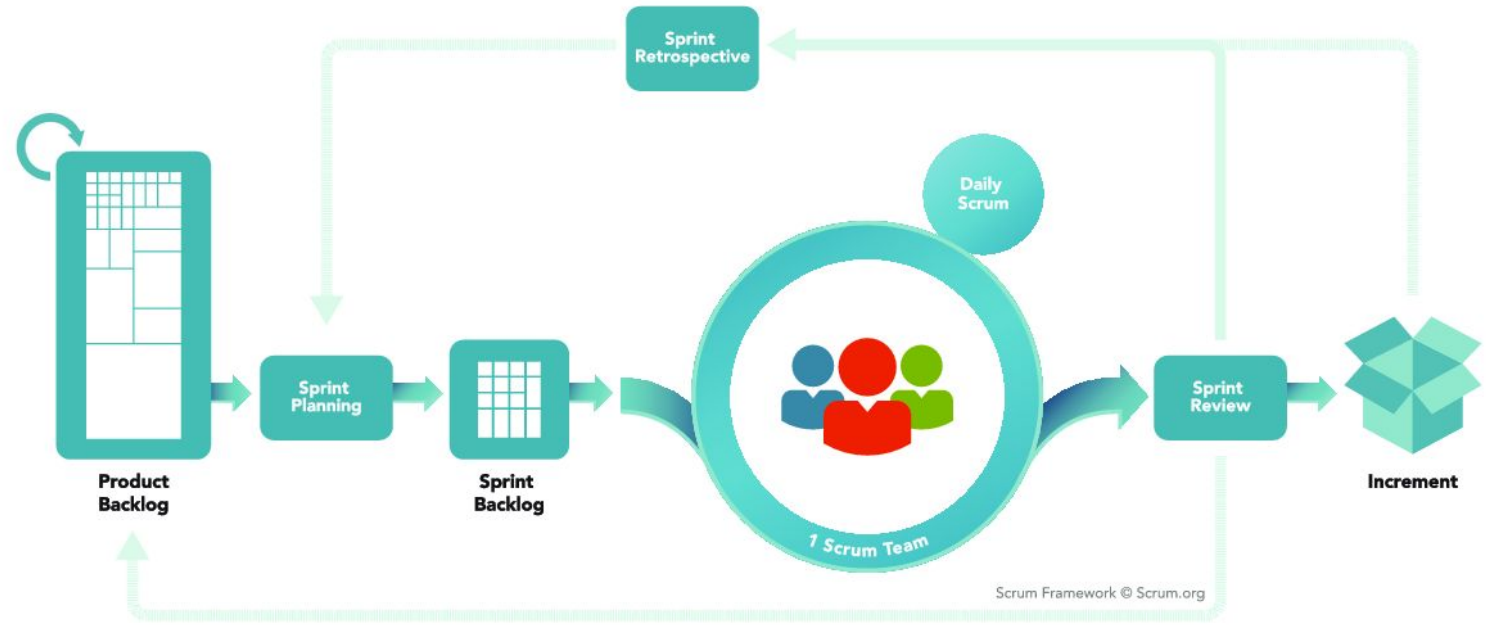 Sprint
Retrospective
Daily
Scrum
Sprint
Planning
Sprint
Review
Product
Backlog
Sprint
Backlog
Increment
1 Scrum Team
Scrum Framework © Scrum.org